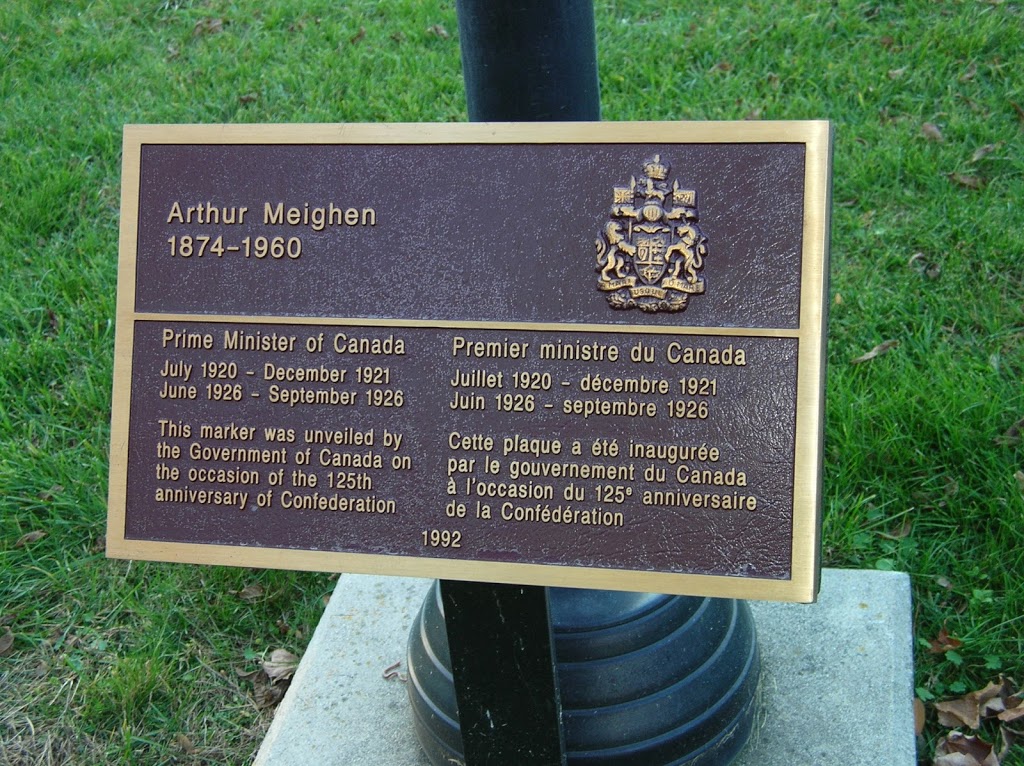 Arthur Meighen
1874–1960
Prime Minister of Canada
July 1920 – December 1921
June 1926 – September 1926
This marker was unveiled by
the Government of Canada on
the occasion of the 125th
anniversary of Confederation
Premier ministre du Canada
Juillet 1920 – décembre 1921
Juin 1926 – septembre 1926
Cette plaque a été inaugurée
par le gouvernement du Canada
à l'occasion du 125e anniversaire
de la Confédération
1992